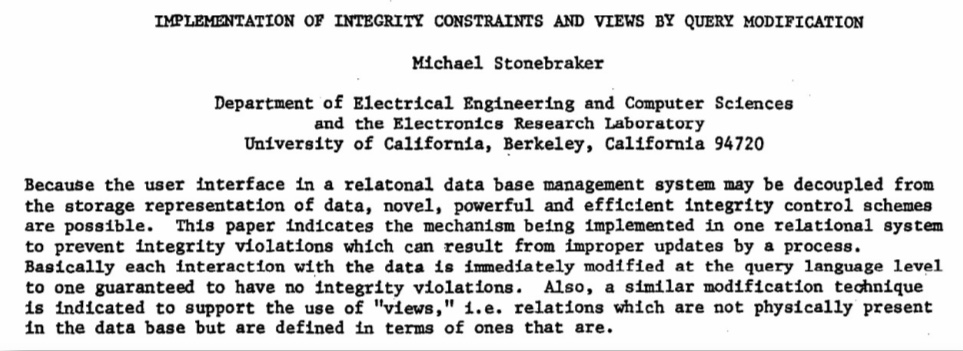 IMPLEMENTATION OF INTEGRITY CONSTRAINTS AND VIEWS BY QUERY MODIFICATION
Michael Stonebraker
Department of Electrical Engineering and Computer Sciences
and the Electronics Research Laboratory
University of California, Berkeley, California 94720
Because the user interface in a relatonal data base management system may be decoupled from
the storage representation of data, novel, powerful and efficient integrity control schemes
are possible. This paper indicates the mechanism being implemented in one relational system
to prevent integrity violations which can result from improper updates by a process.
Basically each interaction with the data is immediately modified at the query language level
to one guaranteed to have no integrity violations. Also, a similar modification technique
is indicated to support the use of "views," i.e. relations which are not physically present
in the data base but are defined in terms of ones that are.